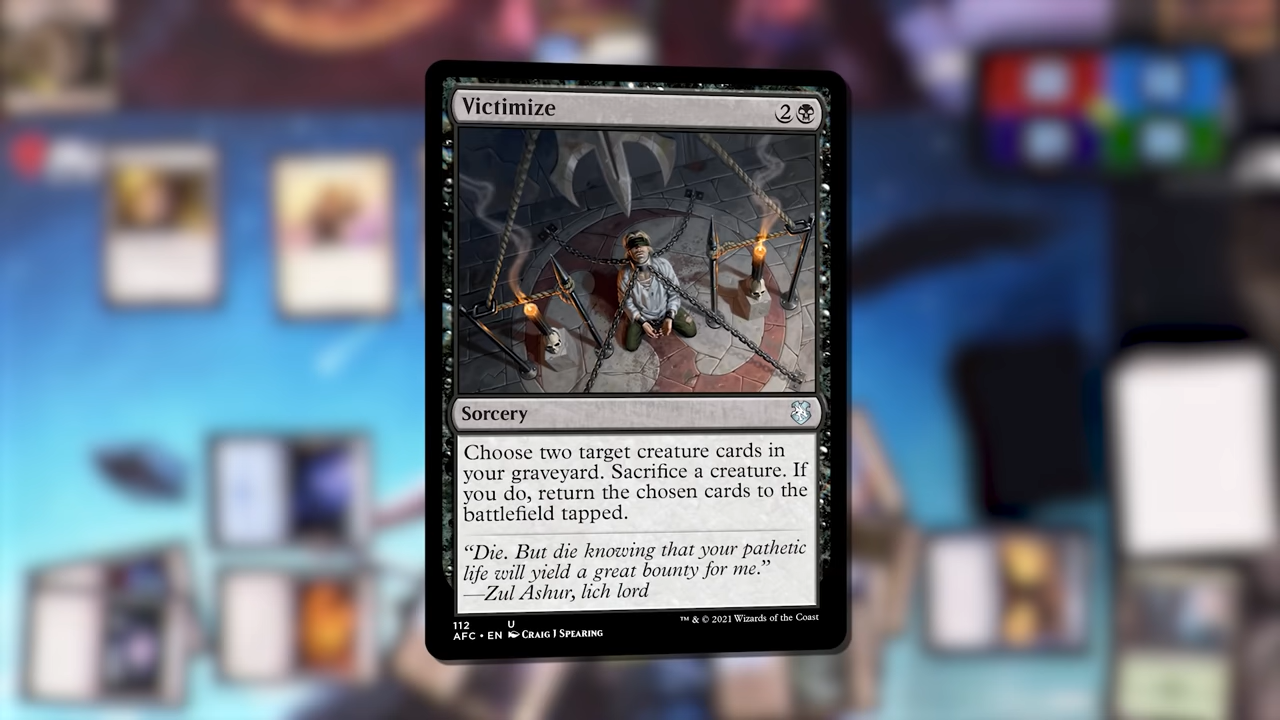 Victimize
2
Sorcery
Choose two target creature cards in
your graveyard. Sacrifice a creature. If
you do, return the chosen cards to the
battlefield tapped.
“Die. But die knowing that your pathetic
life will yield a great bounty for me.”
—Zul Ashur, lich lord
112 U
AFC • EN Craig J Spearing
™ & © 2021 Wizards of the Coast